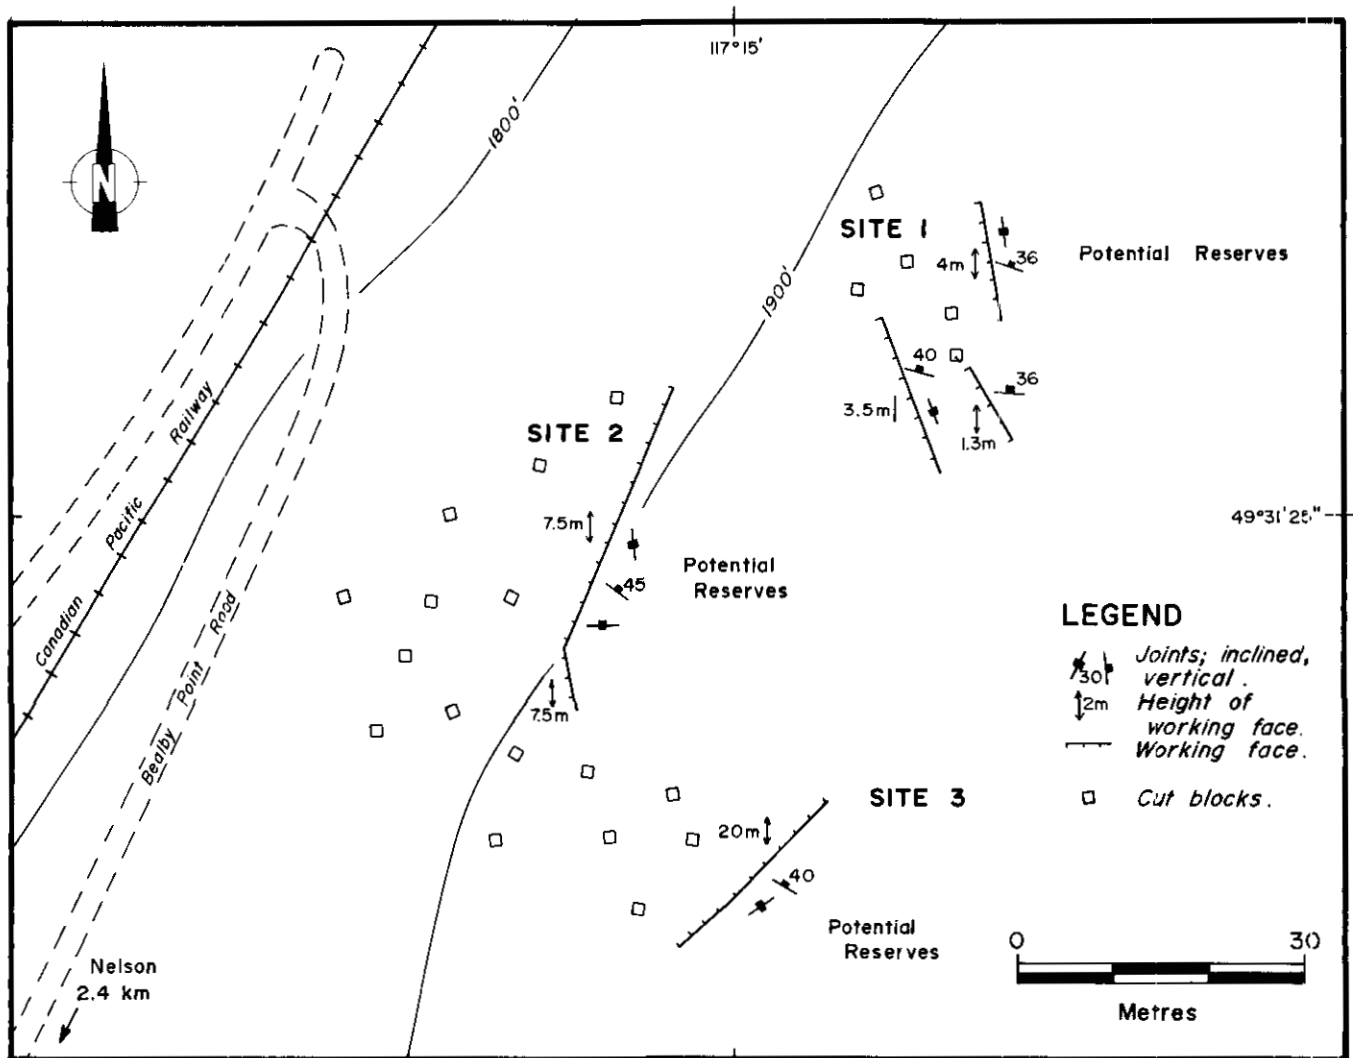 117°15'
N
1800'
SITE 1
4m
36
Potential Reserves
1900'
40
36
3.5m
1.3m
Canadian Pacific Railway
SITE 2
7.5m
49°31'25"
45
Potential
Reserves
Bealby Point Road
7.5m
LEGEND
Joints; inclined,
30
vertical.
2m
Height of
working face.
Working face.
Cut blocks.
SITE 3
20m
40
Potential
Reserves
0 30
Metres
Nelson
2.4 km